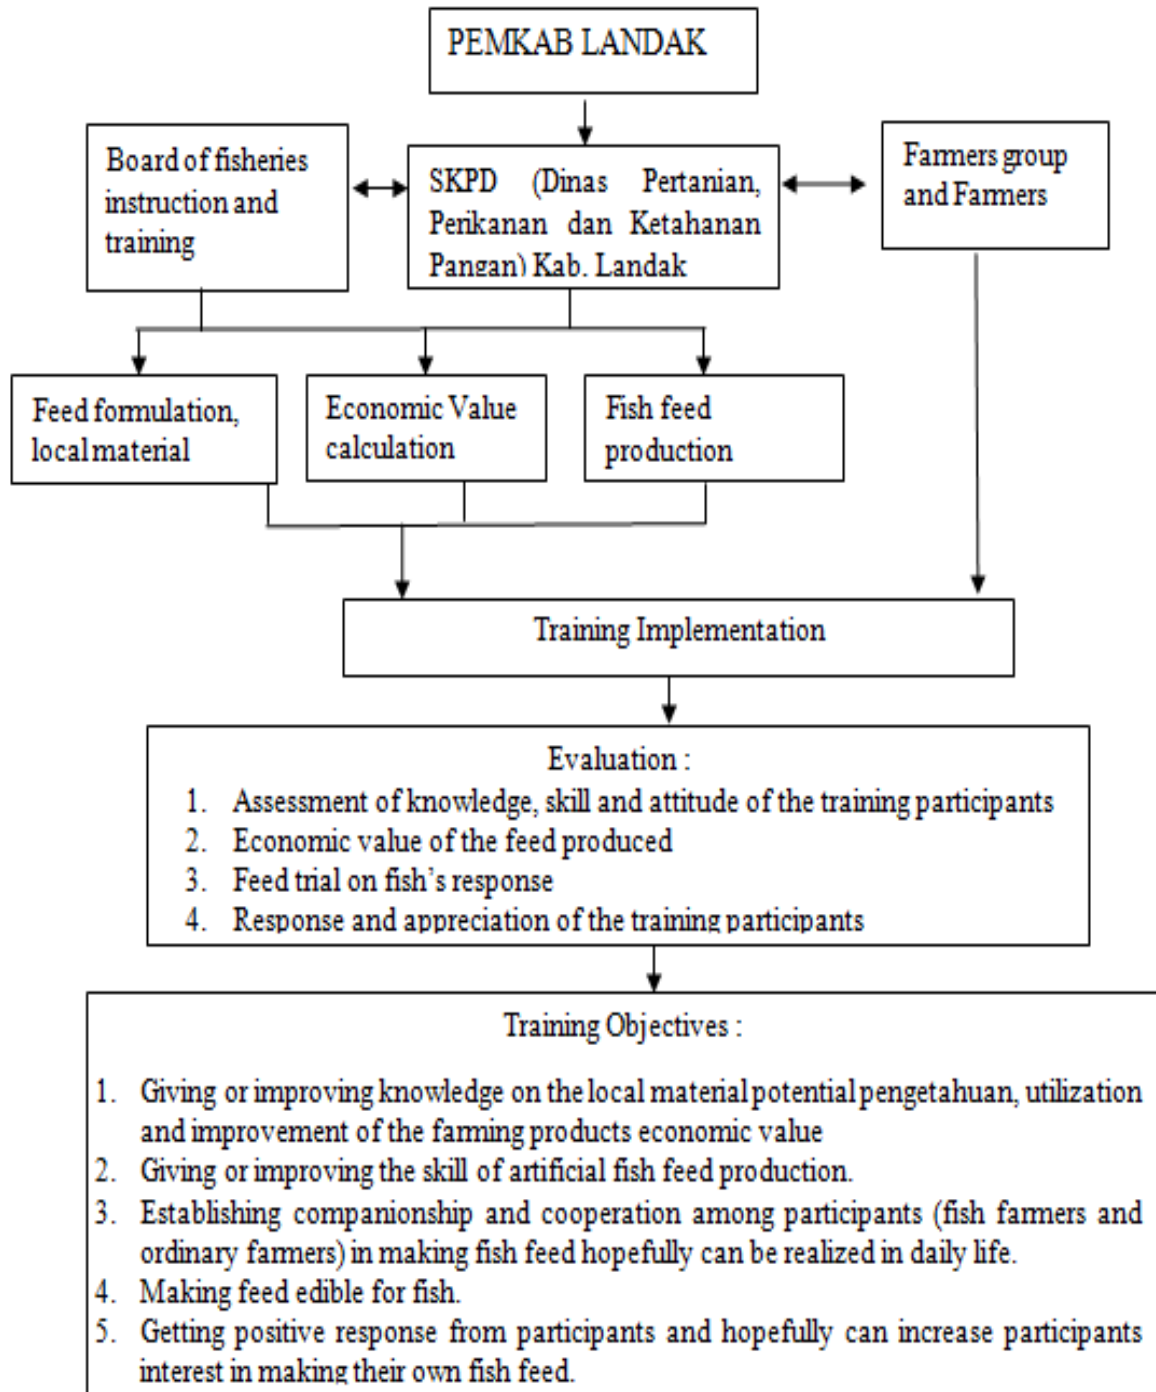 PEMKAB LANDAK
Board of fisheries
instruction and
training
SKPD (Dinas Pertanian,
Perikanan dan Ketahanan
Pangan) Kab. Landak
Farmers group
and Farmers
Feed formulation,
local material
Economic Value
calculation
Fish feed
production
Training Implementation
Evaluation :
1. Assessment of knowledge, skill and attitude of the training participants
2. Economic value of the feed produced
3. Feed trial on fish’s response
4. Response and appreciation of the training participants
Training Objectives :
1. Giving or improving knowledge on the local material potential pengetahuan, utilization
and improvement of the farming products economic value
2. Giving or improving the skill of artificial fish feed production.
3. Establishing companionship and cooperation among participants (fish farmers and
ordinary farmers) in making fish feed hopefully can be realized in daily life.
4. Making feed edible for fish.
5. Getting positive response from participants and hopefully can increase participants
interest in making their own fish feed.